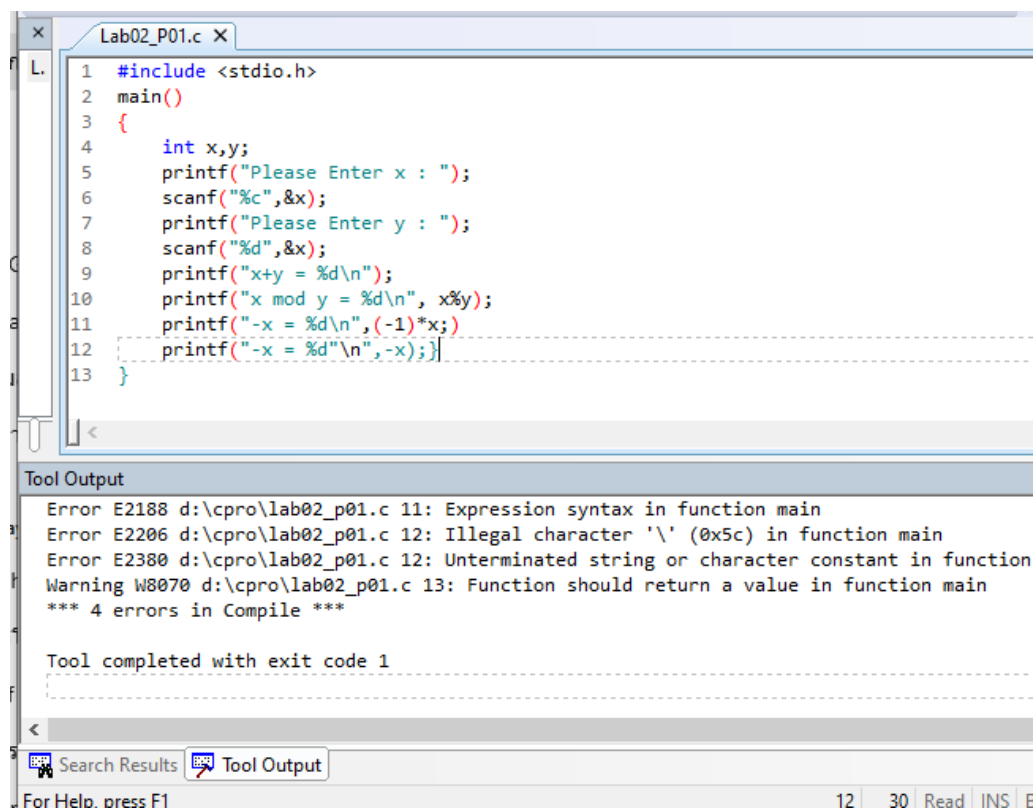 Lab02_P01.c
L.
1 #include <stdio.h>
2 main()
3 {
4 int x,y;
5 printf("Please Enter x : ");
6 scanf("%c",&x);
7 printf("Please Enter y : ");
8 scanf("%d",&x);
9 printf("x+y = %d\n");
10 printf("x mod y = %d\n", x%y);
11 printf("-x = %d\n",(-1)*x;)
12 printf("-x = %d"\n",-x);}
13 }
Tool Output
Error E2188 d:\cpro\lab02_p01.c 11: Expression syntax in function main
Error E2206 d:\cpro\lab02_p01.c 12: Illegal character '\' (0x5c) in function main
Error E2380 d:\cpro\lab02_p01.c 12: Unterminated string or character constant in function
Warning W8070 d:\cpro\lab02_p01.c 13: Function should return a value in function main
*** 4 errors in Compile ***
Tool completed with exit code 1
Search Results Tool Output
For Help, press F1 12 30 Read INS